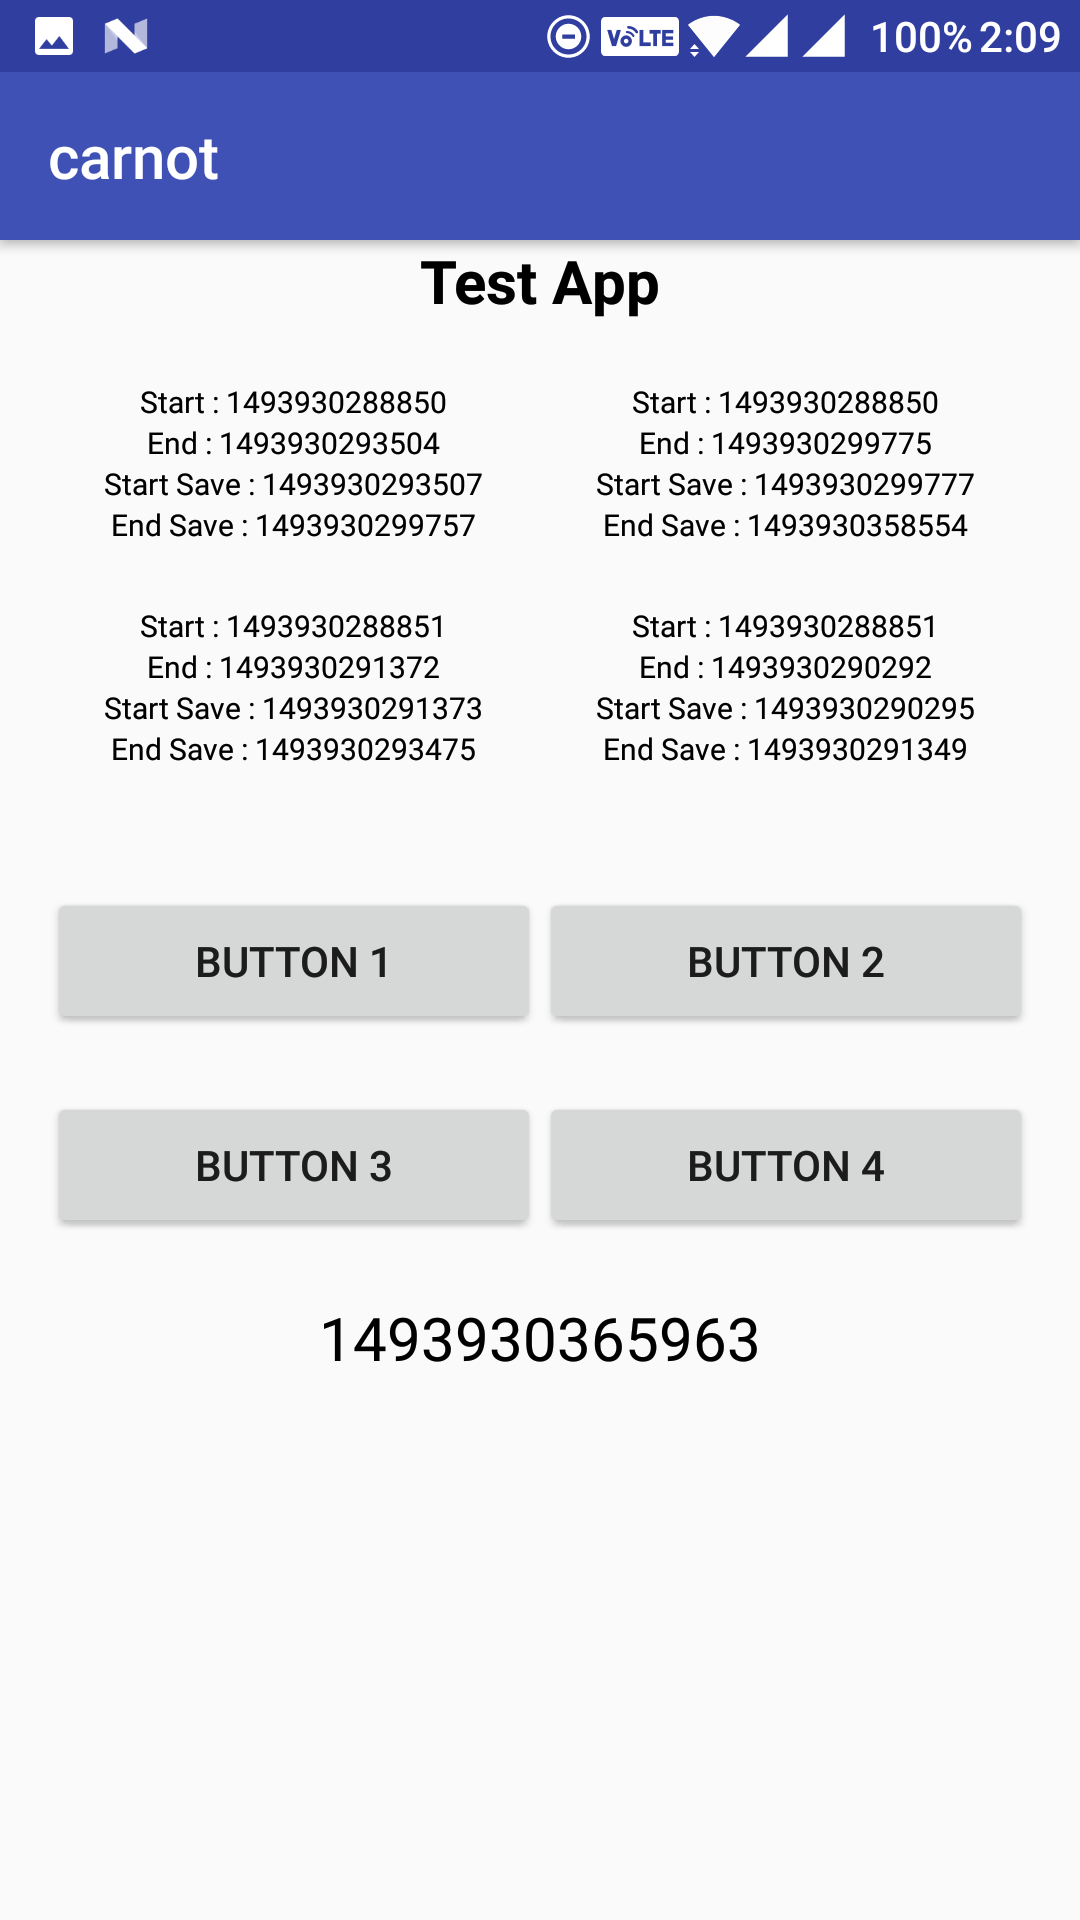 VoLTE 100% 2:09
carnot
Test App
Start : 1493930288850
End : 1493930293504
Start Save : 1493930293507
End Save : 1493930299757
Start : 1493930288850
End : 1493930299775
Start Save : 1493930299777
End Save : 1493930358554
Start : 1493930288851
End : 1493930291372
Start Save : 1493930291373
End Save : 1493930293475
Start : 1493930288851
End : 1493930290292
Start Save : 1493930290295
End Save : 1493930291349
BUTTON 1
BUTTON 2
BUTTON 3
BUTTON 4
1493930365963